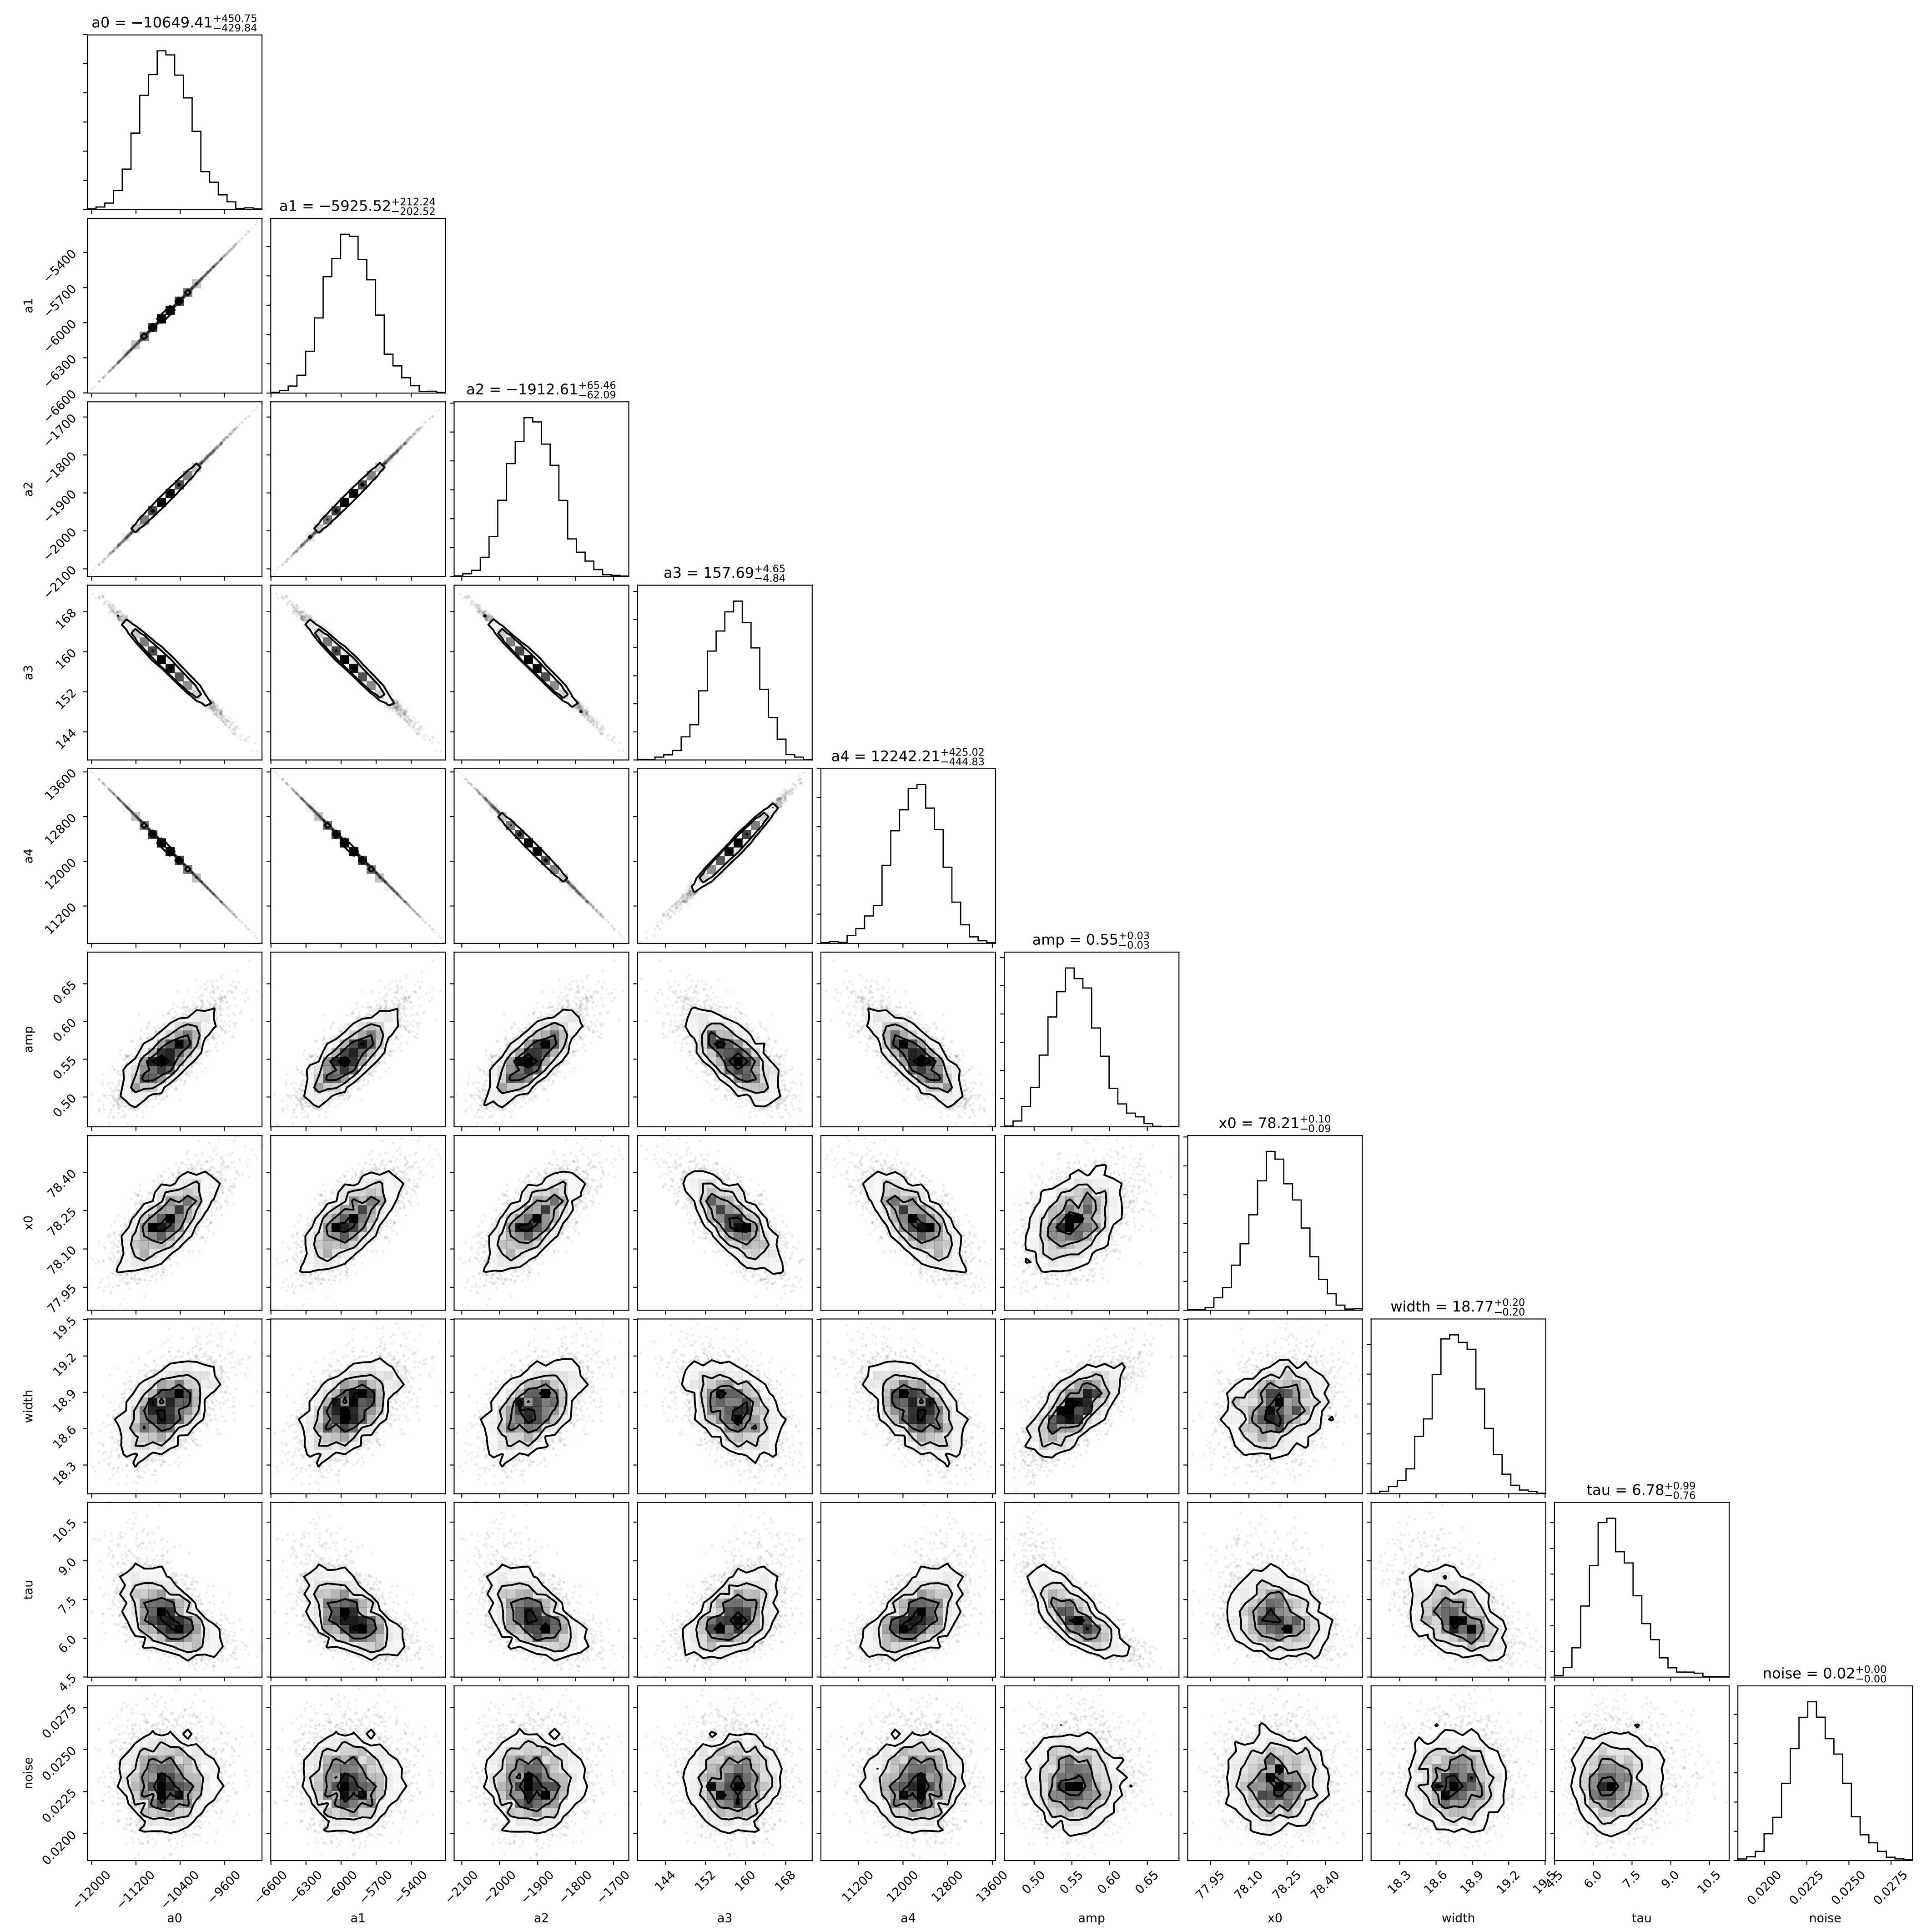 a0 = −10649.41+450.75−429.84
a1 = −5925.52+212.24−202.52
−5400
−5700
−6000
−6300
−6600
a1
a2 = −1912.61+65.46−62.09
−1700
−1800
−1900
−2000
−2100
a2
a3 = 157.69+4.65−4.84
168
160
152
144
a3
a4 = 12242.21+425.02−444.83
13600
12800
12000
11200
a4
amp = 0.55+0.03−0.03
0.65
0.60
0.55
0.50
amp
x0 = 78.21+0.10−0.09
78.40
78.25
78.10
77.95
x0
width = 18.77+0.20−0.20
19.5
19.2
18.9
18.6
18.3
width
tau = 6.78+0.99−0.76
10.5
9.0
7.5
6.0
4.5
tau
noise = 0.02+0.00−0.00
0.0275
0.0250
0.0225
0.0200
noise
−12000 −11200 −10400 −9600 −6600 −6300 −6000 −5700 −5400 −2100 −2000 −1900 −1800 −1700 144 152 160 168 11200 12000 12800 13600 0.50 0.55 0.60 0.65 77.95 78.10 78.25 78.40 18.3 18.6 18.9 19.2 19.5 4.5 6.0 7.5 9.0 10.5 0.0200 0.0225 0.0250 0.0275
a0 a1 a2 a3 a4 amp x0 width tau noise